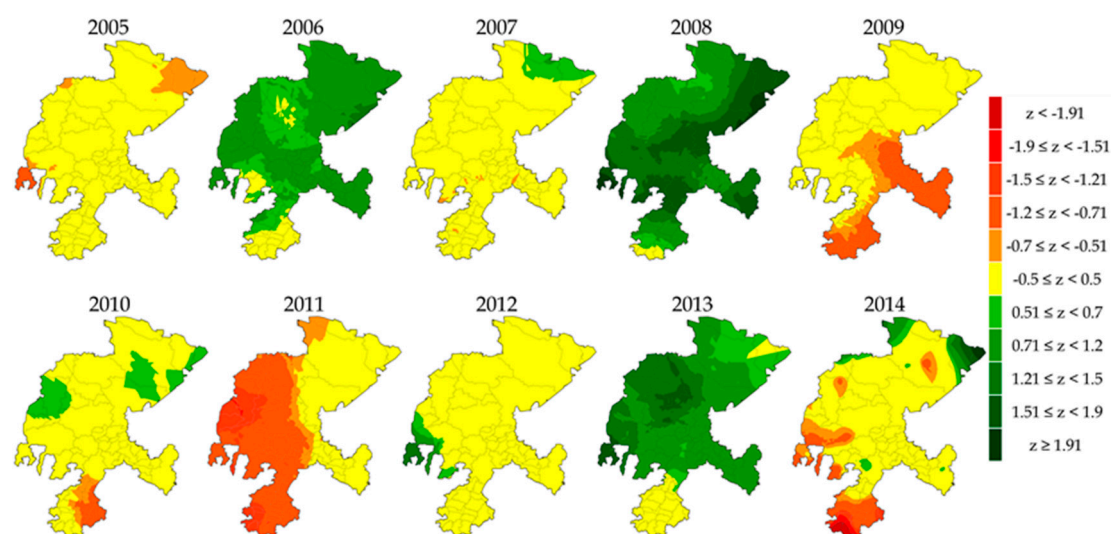 2005
2006
2007
2008
2009
z < -1.91
-1.9 ≤ z < -1.51
-1.5 ≤ z < -1.21
-1.2 ≤ z < -0.71
-0.7 ≤ z < -0.51
-0.5 ≤ z < 0.5
0.51 ≤ z < 0.7
0.71 ≤ z < 1.2
1.21 ≤ z < 1.5
1.51 ≤ z < 1.9
z ≥ 1.91
2010
2011
2012
2013
2014